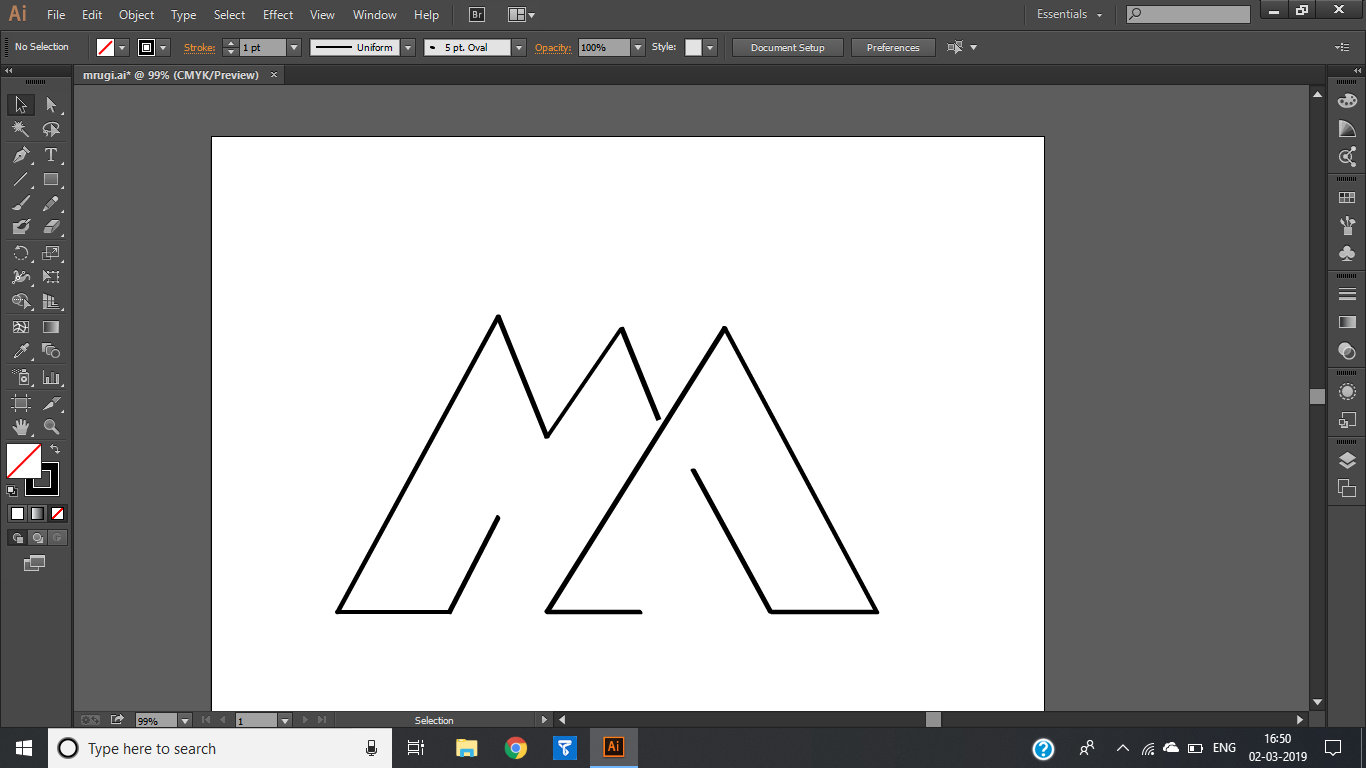 Ai File Edit Object Type Select Effect View Window Help Br Essentials
No Selection Stroke: 1 pt Uniform 5 pt. Oval Opacity: 100% Style: Document Setup Preferences
mrugi.ai* @ 99% (CMYK/Preview) ×
T
99% 1 Selection
Type here to search Ai ? ENG 16:50
02-03-2019